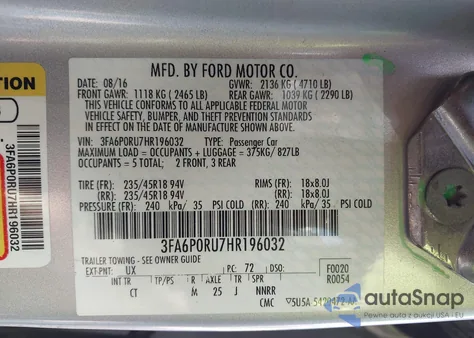 MFD. BY FORD MOTOR CO.
DATE: 08/16 GVWR: 2136 KG ( 4710 LB)
FRONT GAWR: 1118 KG ( 2465 LB) REAR GAWR: 1039 KG ( 2290 LB)
THIS VEHICLE CONFORMS TO ALL APPLICABLE FEDERAL MOTOR
VEHICLE SAFETY, BUMPER, AND THEFT PREVENTION STANDARDS
IN EFFECT ON THE DATE OF MANUFACTURE SHOWN ABOVE.
VIN: 3FA6P0RU7HR196032 TYPE: Passenger Car
MAXIMUM LOAD = OCCUPANTS + LUGGAGE = 375KG/ 827LB
OCCUPANTS = 5 TOTAL; 2 FRONT, 3 REAR
TIRE (FR): 235/45R18 94V RIMS (FR): 18x8.0J
(RR): 235/45R18 94V (RR): 18x8.0J
PRESSURE (FR): 240 kPa/ 35 PSI COLD (RR): 240 kPa/ 35 PSI COLD
3FA6P0RU7HR196032
TRAILER TOWING - SEE OWNER GUIDE
EXT-PNT: UX RC: 72 DSO: F0020
R0054
INT TR TP/PS R AXLE TR SPR
CT M 25 J NNRR
CMC
TION
3FA6P0RU7HR196032
autoSnap
Pewne auto z aukcji USA i EU